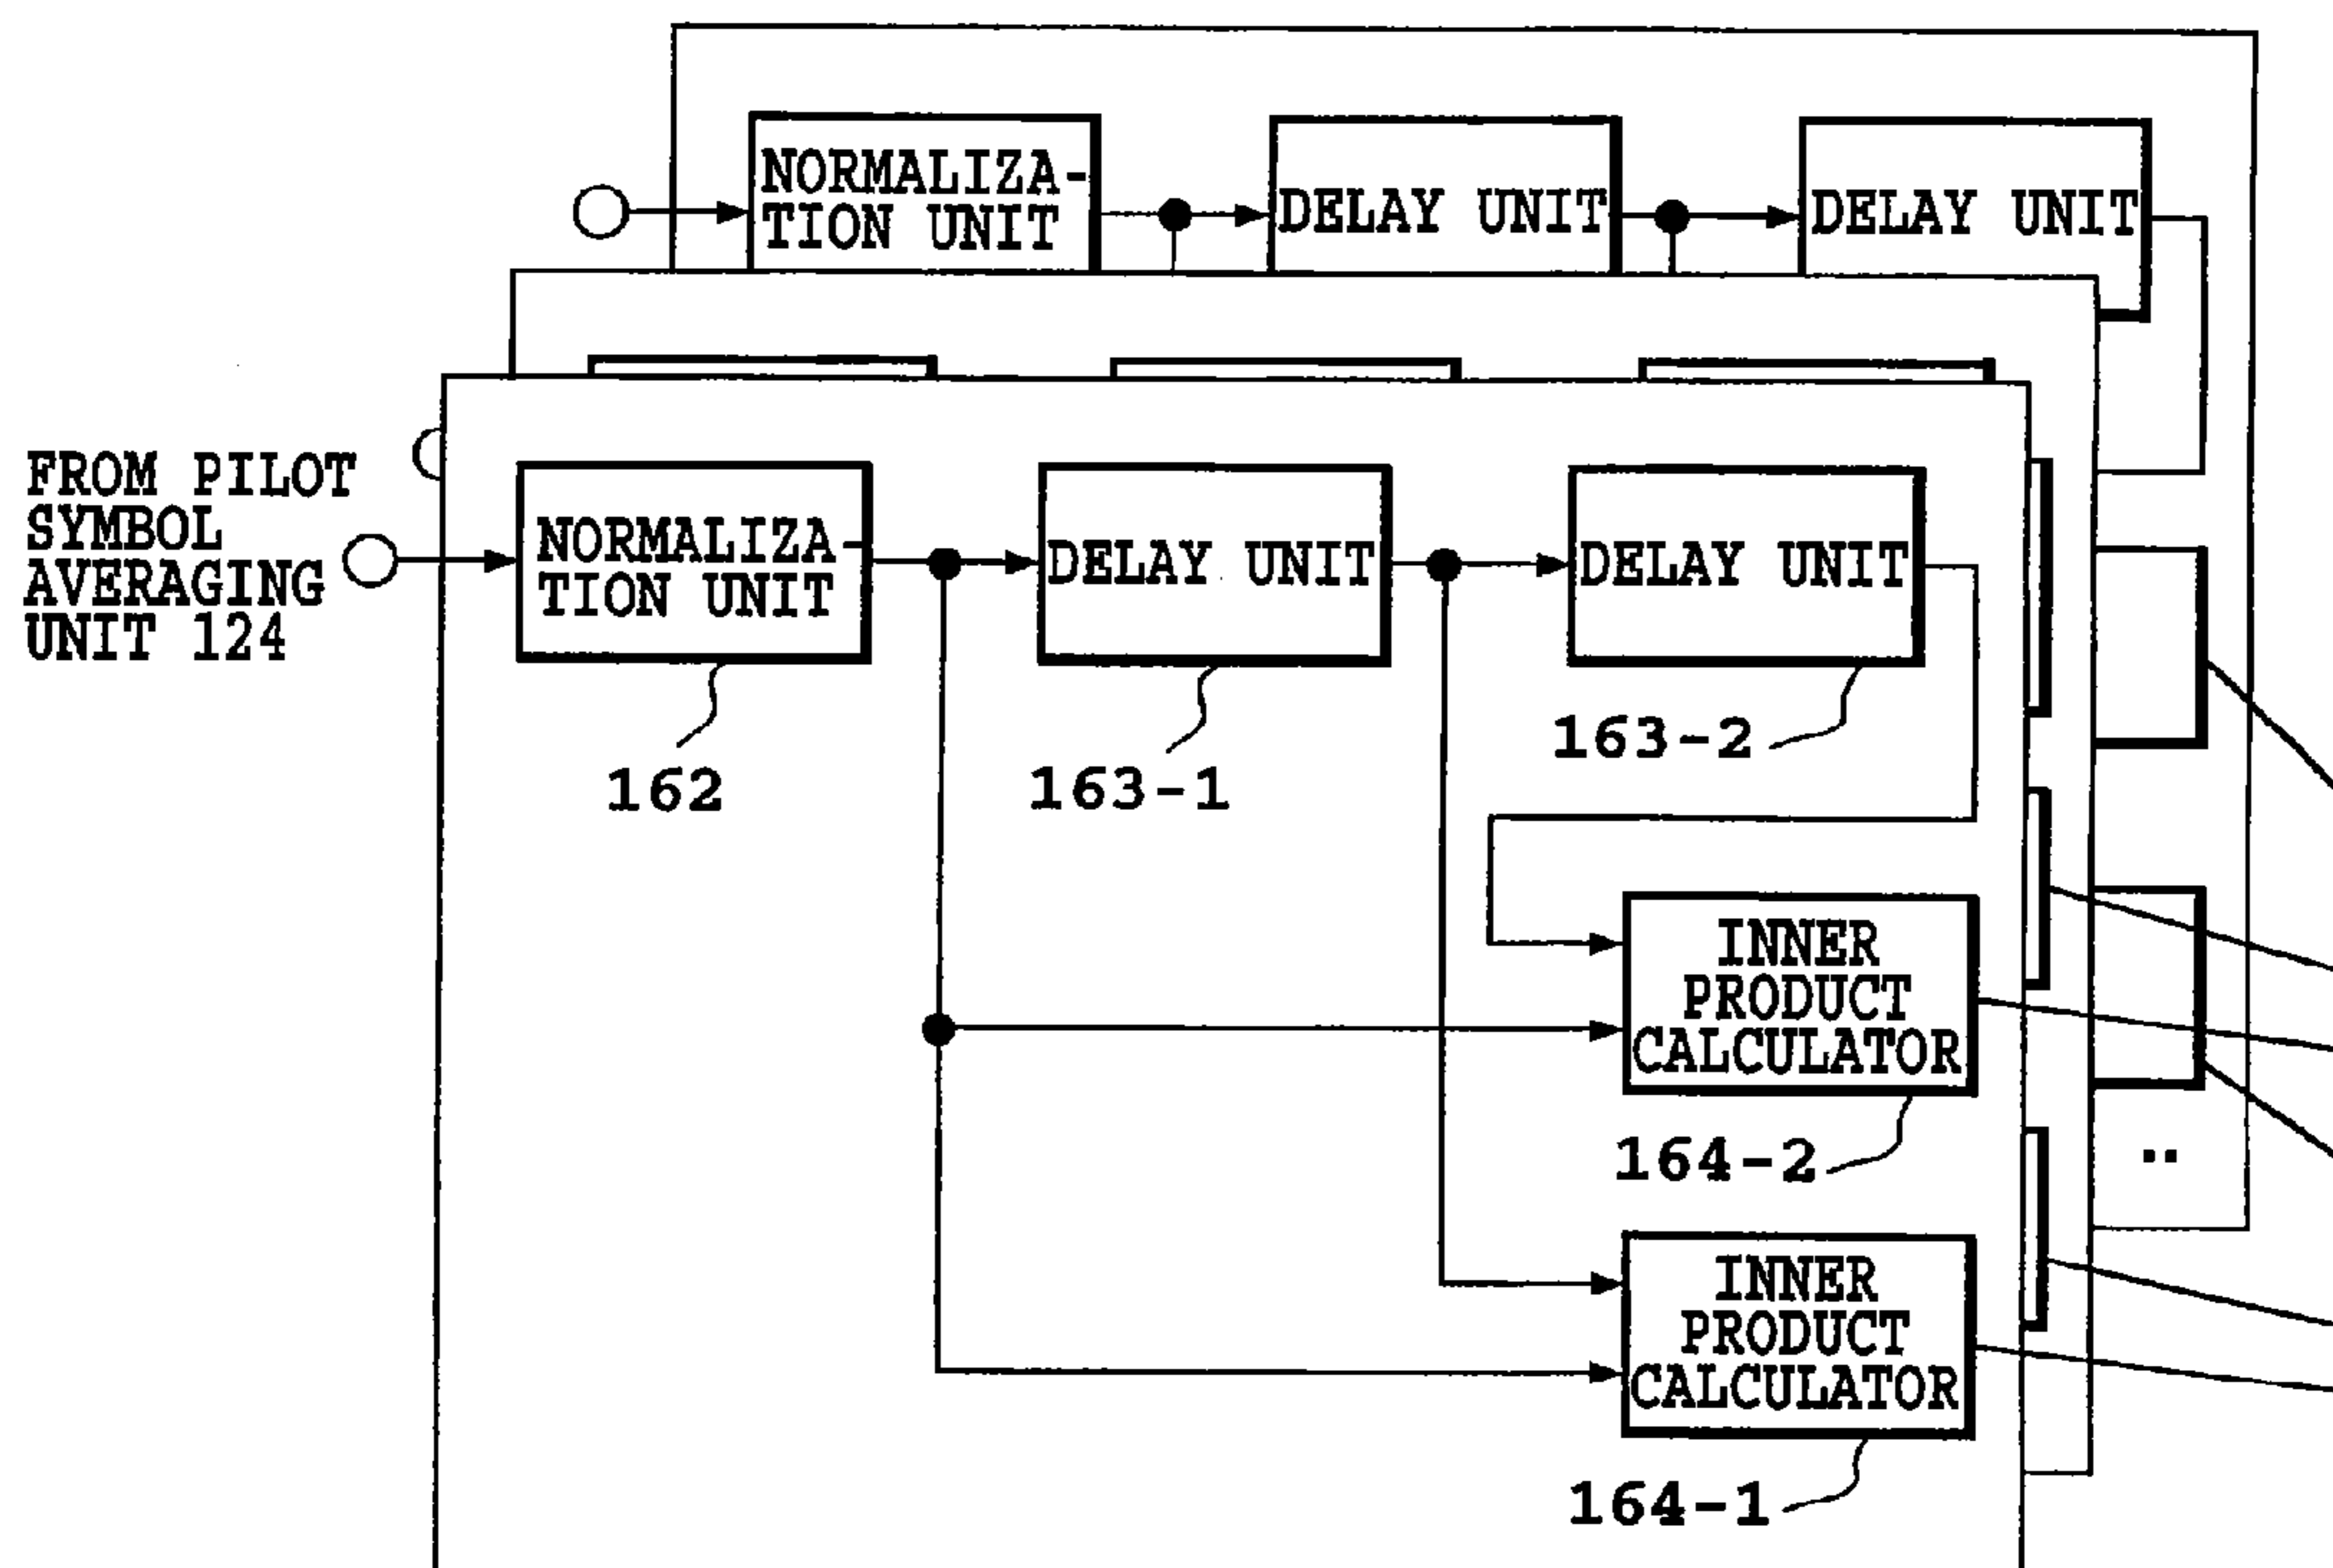 NORMALIZA-
TION UNIT
DELAY UNIT
DELAY UNIT
FROM PILOT
SYMBOL
AVERAGING
UNIT 124
NORMALIZA-
TION UNIT
DELAY UNIT
DELAY UNIT
162
163-1
163-2
INNER
PRODUCT
CALCULATOR
164-2
INNER
PRODUCT
CALCULATOR
164-1